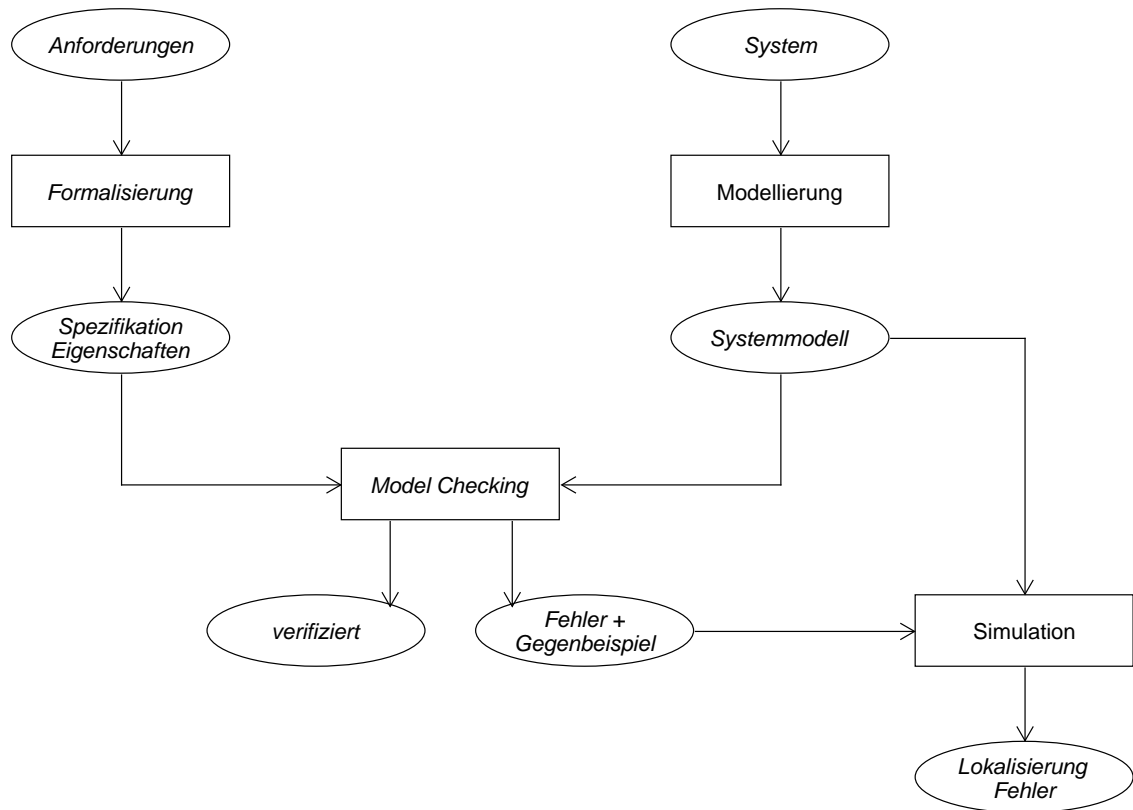 Anforderungen
System
Formalisierung
Modellierung
Spezifikation
Eigenschaften
Systemmodell
Model Checking
verifiziert
Fehler +
Gegenbeispiel
Simulation
Lokalisierung
Fehler